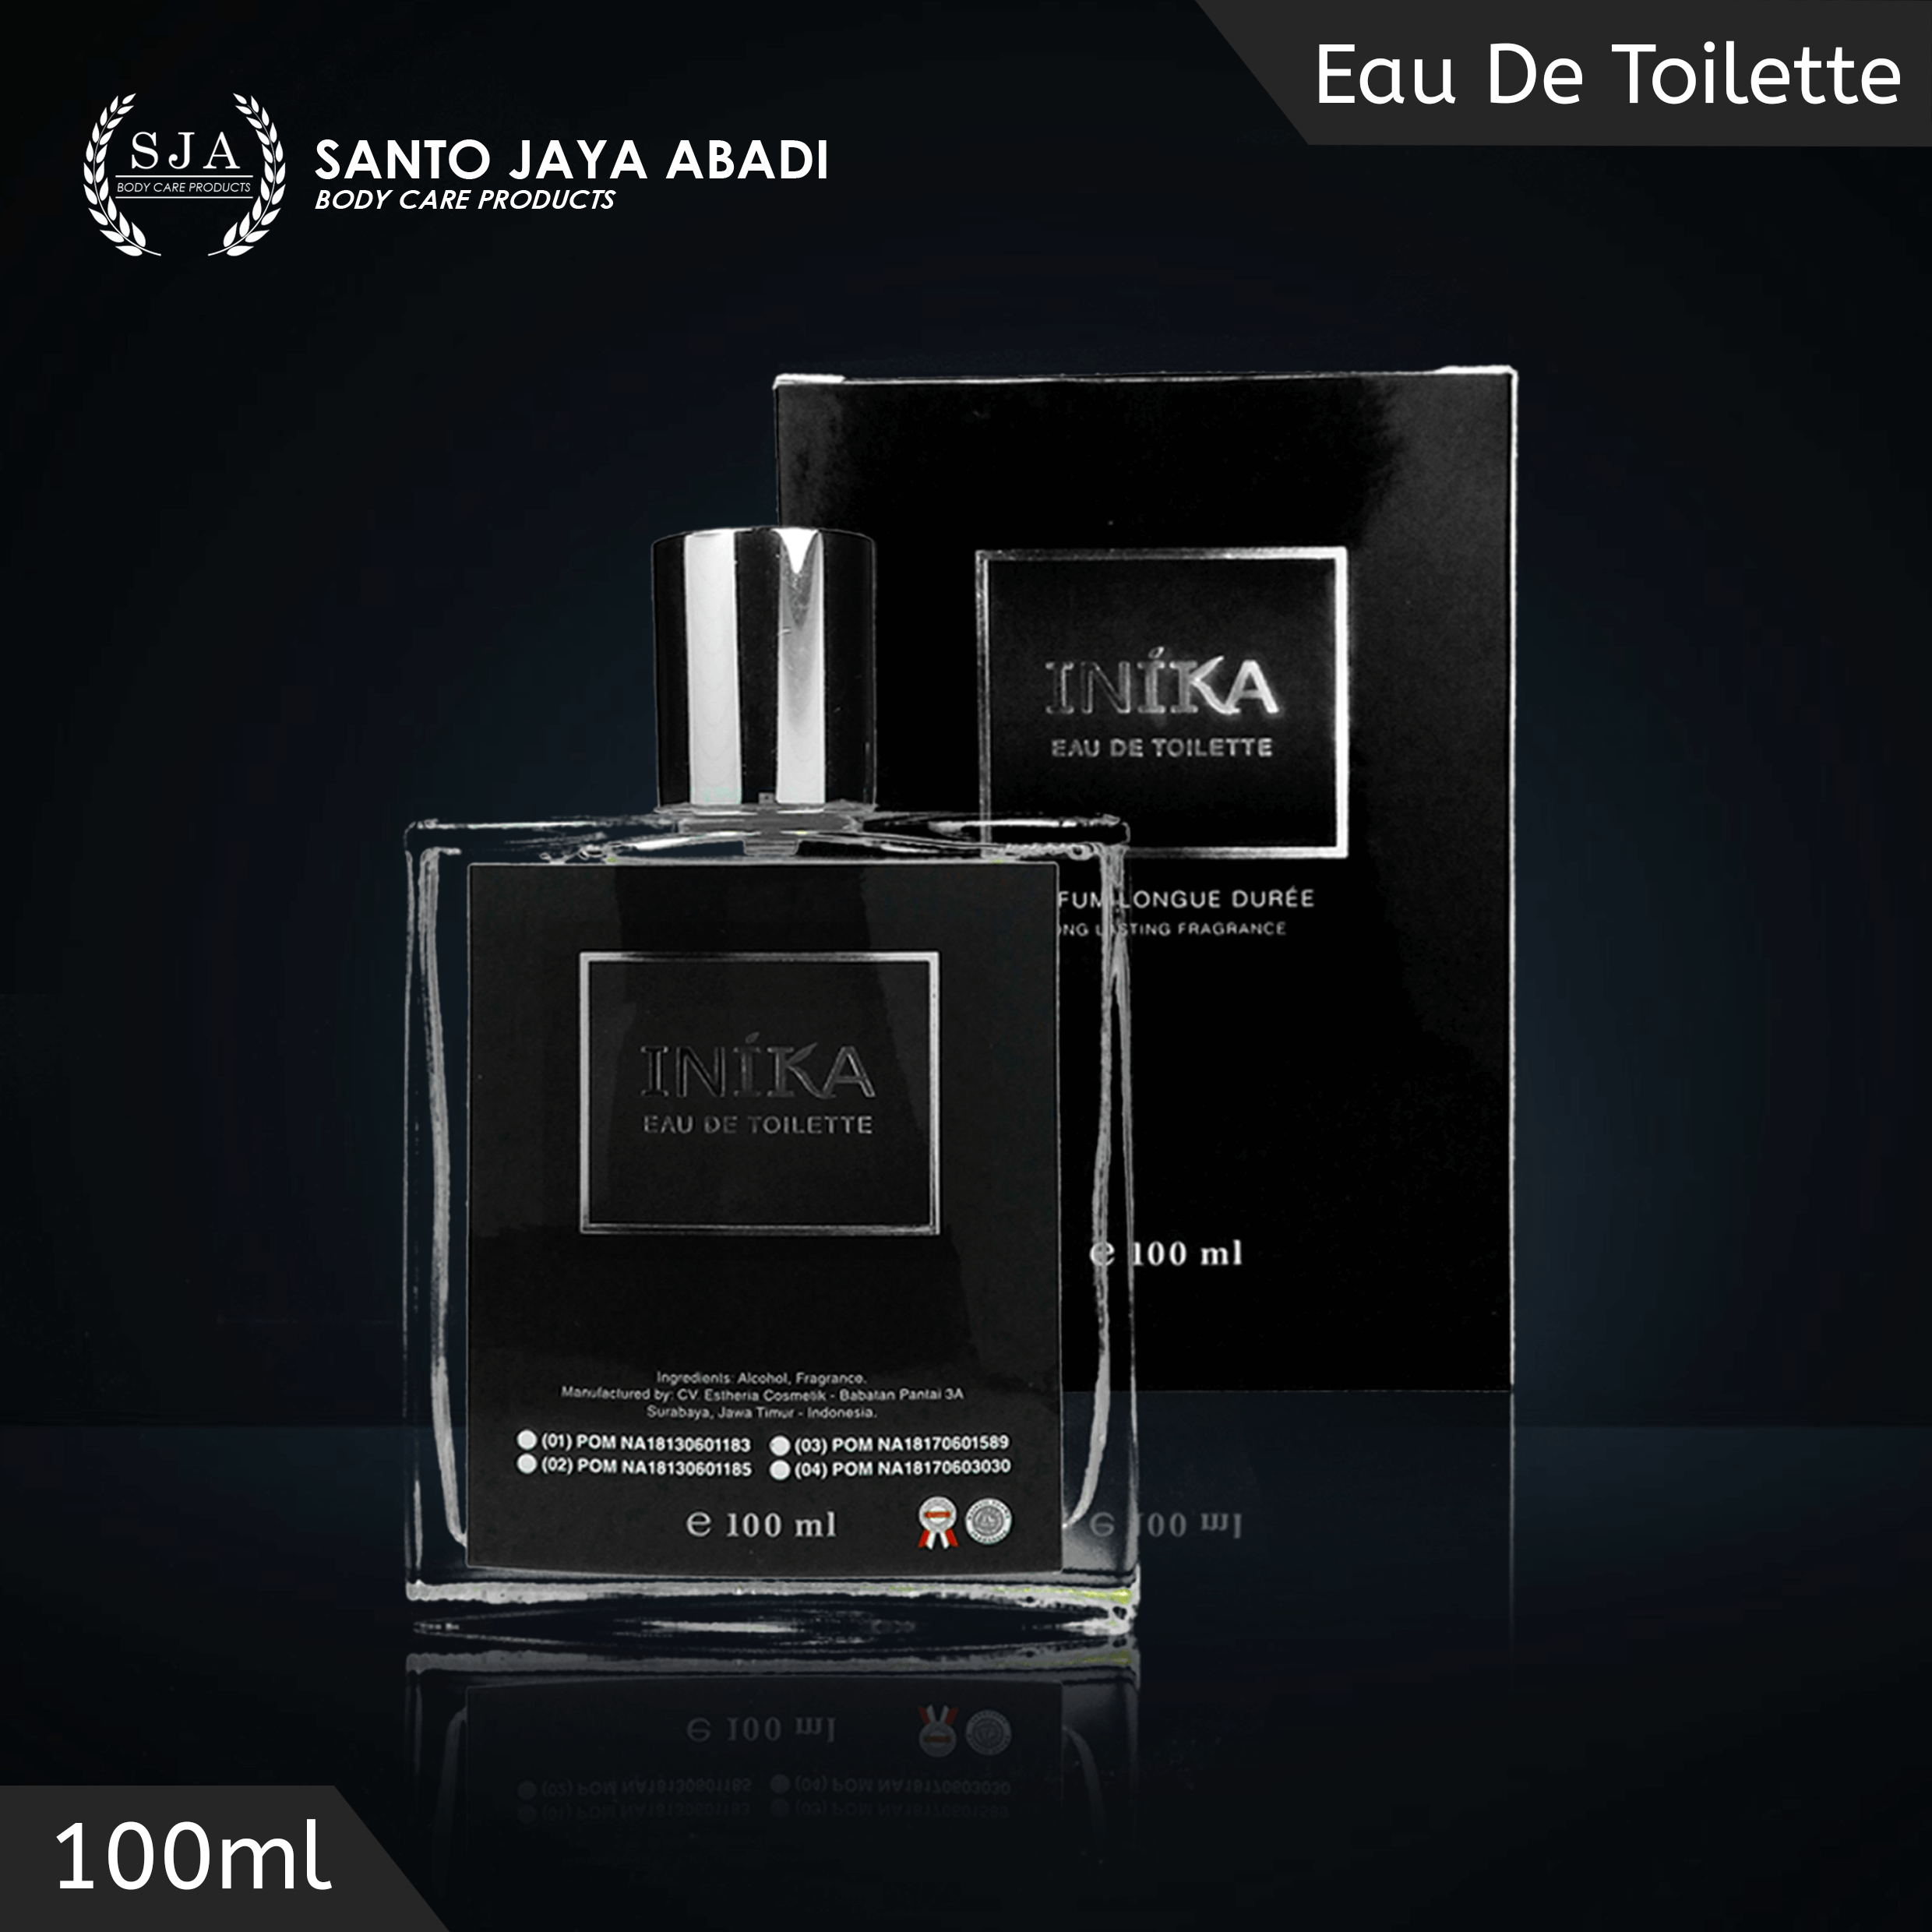 Eau De Toilette
SJA
BODY CARE PRODUCTS
SANTO JAYA ABADI
BODY CARE PRODUCTS
INIKA
EAU DE TOILETTE
LONGUE DURÉE
FRAGRANCE
e 100 ml
INIKA
EAU DE TOILETTE
Ingredients: Alcohol, Fragrance.
Manufactured by: CV. Estheria Cosmetik - Babatan Pantai 3A
Surabaya, Jawa Timur - Indonesia.
(01) POM NA18130601183 (03) POM NA18170601589
(02) POM NA18130601185 (04) POM NA18170603030
e 100 ml
100ml